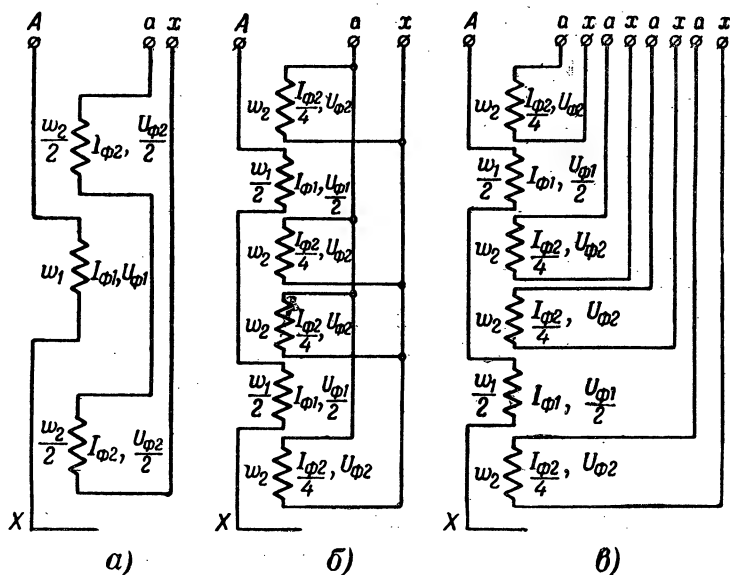 A a x
w₂/2 Iф2, Uф2/2
w₁ Iф1, Uф1
w₂/2 Iф2, Uф2/2
X
а)
A a x
w₂ Iф2/4, Uф2
w₁/2 Iф1, Uф1/2
w₂ Iф2/4, Uф2
w₂ Iф2/4, Uф2
w₁/2 Iф1, Uф1/2
w₂ Iф2/4, Uф2
X
б)
A a x a x a x a x
w₂ Iф2/4, Uф2
w₁/2 Iф1, Uф1/2
w₂ Iф2/4, Uф2
w₂ Iф2/4, Uф2
w₁/2 Iф1, Uф1/2
w₂ Iф2/4, Uф2
X
в)